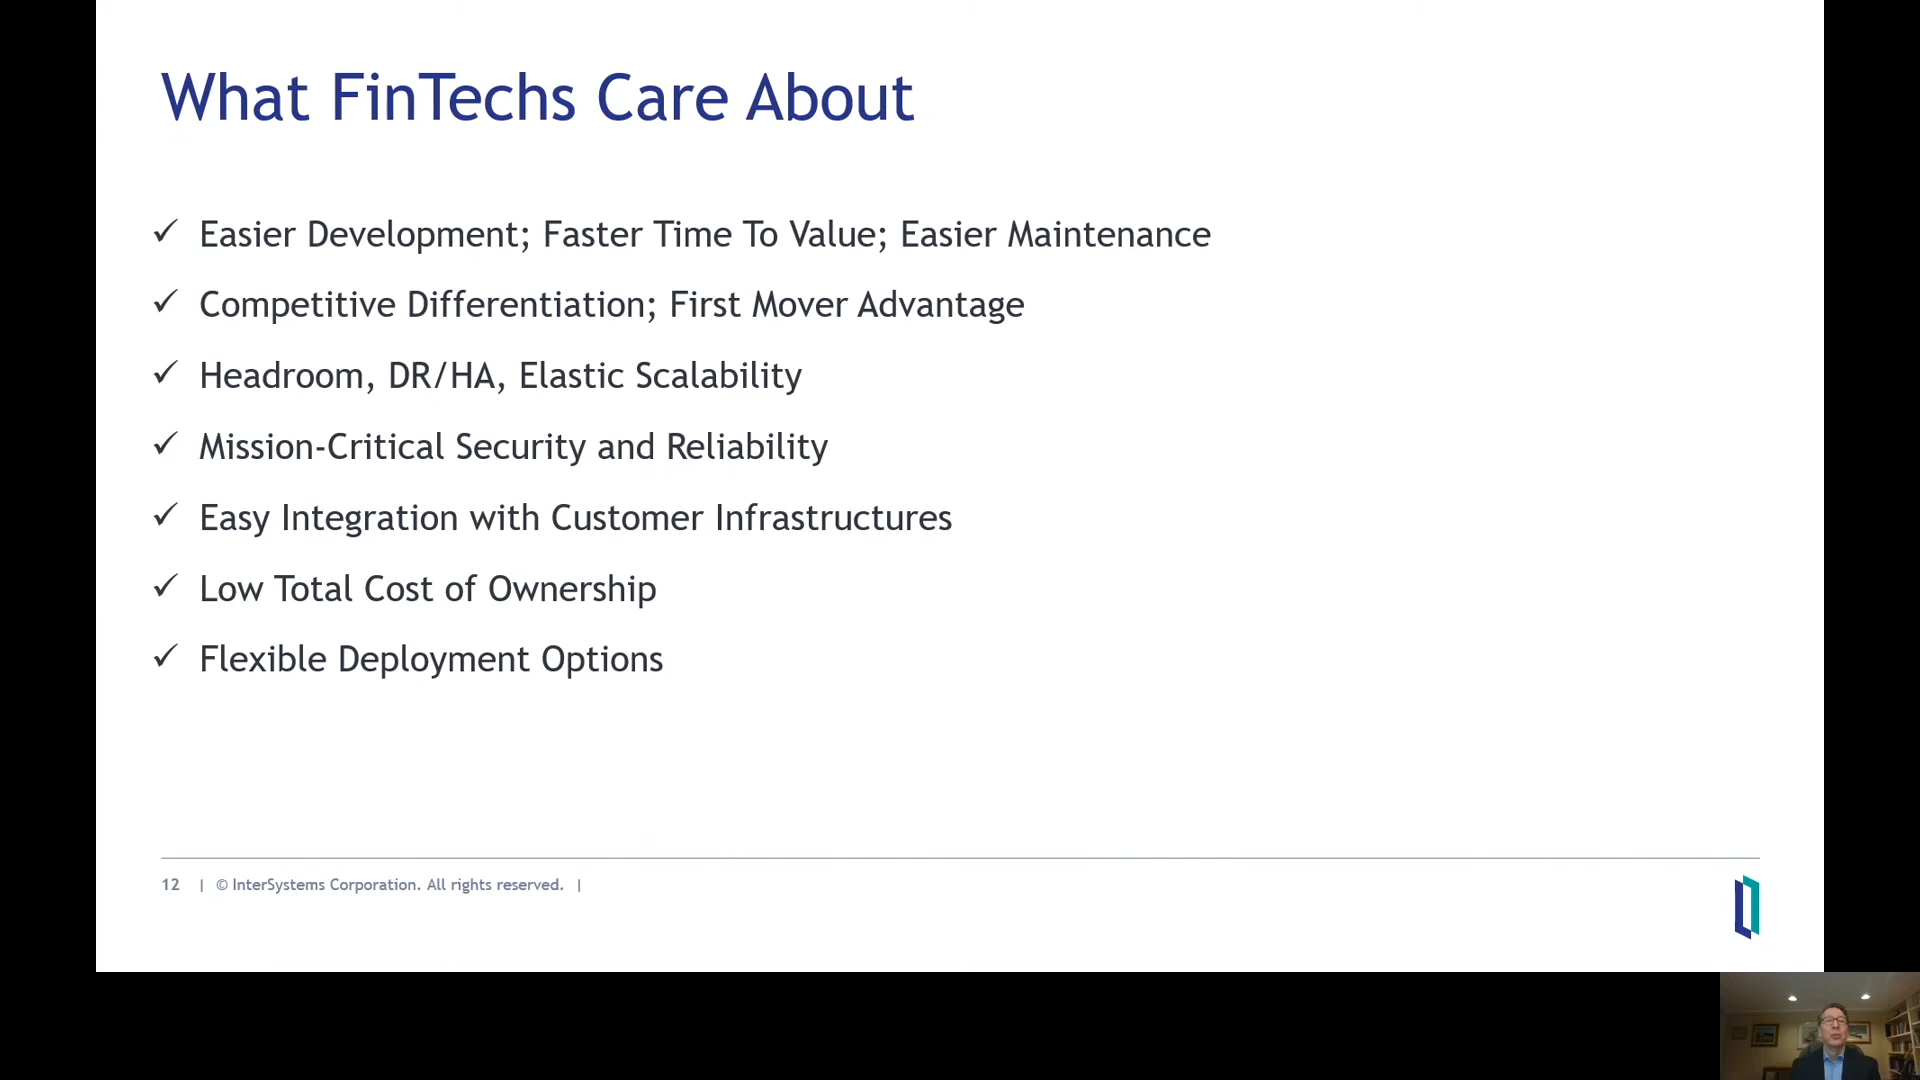 What FinTechs Care About
✓ Easier Development; Faster Time To Value; Easier Maintenance
✓ Competitive Differentiation; First Mover Advantage
✓ Headroom, DR/HA, Elastic Scalability
✓ Mission-Critical Security and Reliability
✓ Easy Integration with Customer Infrastructures
✓ Low Total Cost of Ownership
✓ Flexible Deployment Options
12 | © InterSystems Corporation. All rights reserved. |